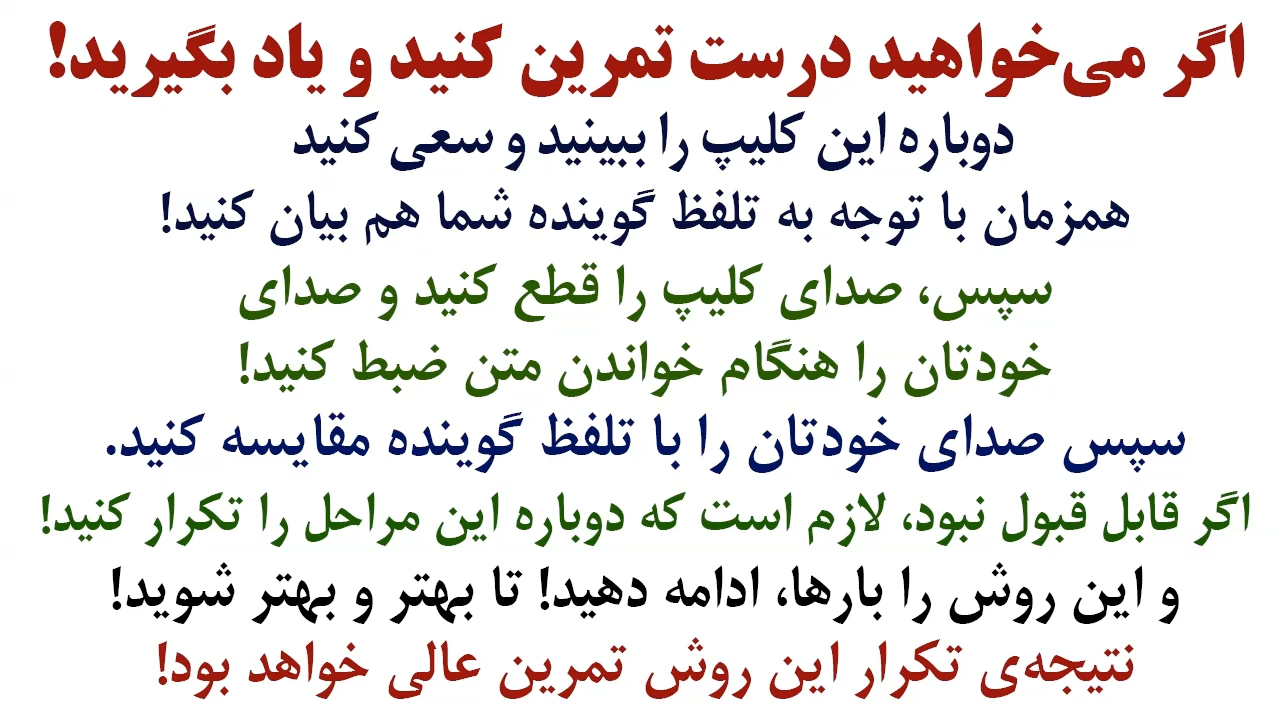 اگر می‌خواهید درست تمرین کنید و یاد بگیرید!
دوباره این کلیپ را ببینید و سعی کنید
همزمان با توجه به تلفظ گوینده شما هم بیان کنید!
سپس، صدای کلیپ را قطع کنید و صدای
خودتان را هنگام خواندن متن ضبط کنید!
سپس صدای خودتان را با تلفظ گوینده مقایسه کنید.
اگر قابل قبول نبود، لازم است که دوباره این مراحل را تکرار کنید!
و این روش را بارها، ادامه دهید! تا بهتر و بهتر شوید!
نتیجه‌ی تکرار این روش تمرین عالی خواهد بود!